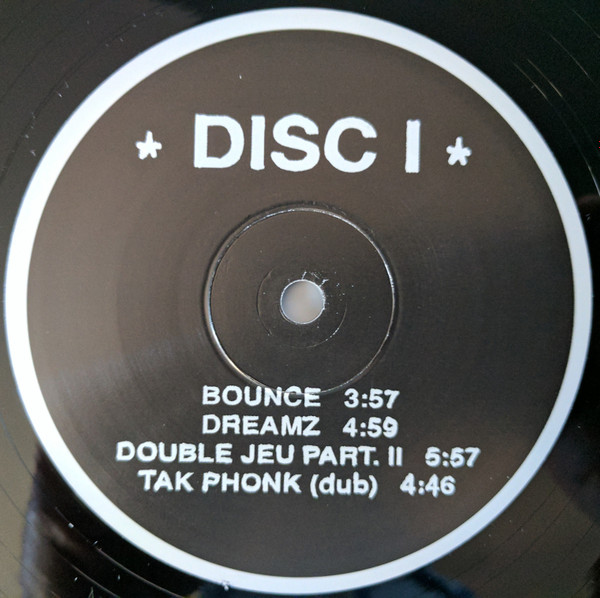 * DISC I *
BOUNCE 3:57
DREAMZ 4:59
DOUBLE JEU PART. II 5:57
TAK PHONK (dub) 4:46